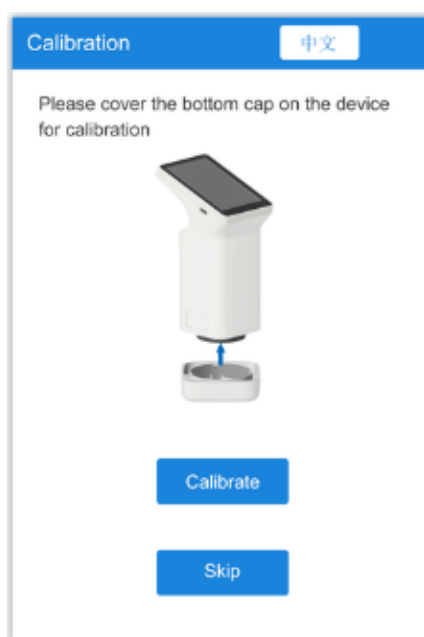 Calibration
中文
Please cover the bottom cap on the device
for calibration
Calibrate
Skip